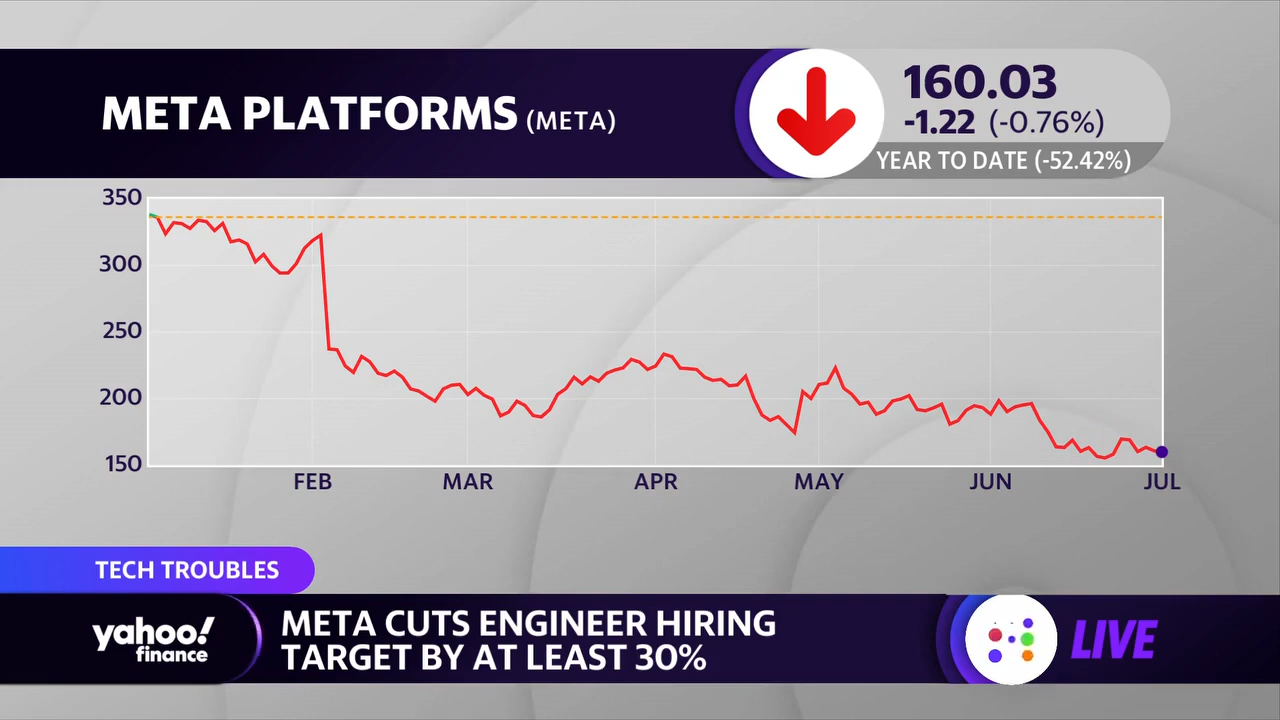 META PLATFORMS (META)
160.03
-1.22 (-0.76%)
YEAR TO DATE (-52.42%)
350
300
250
200
150
FEB MAR APR MAY JUN JUL
TECH TROUBLES
yahoo!
finance
META CUTS ENGINEER HIRING
TARGET BY AT LEAST 30%
LIVE